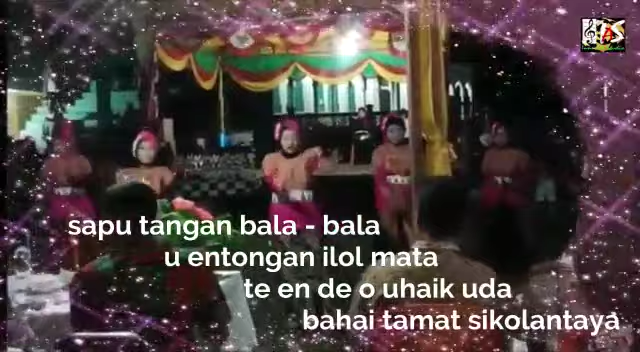 sapu tangan bala - bala
u entongan ilol mata
te en de o uhaik uda
bahai tamat sikolantaya